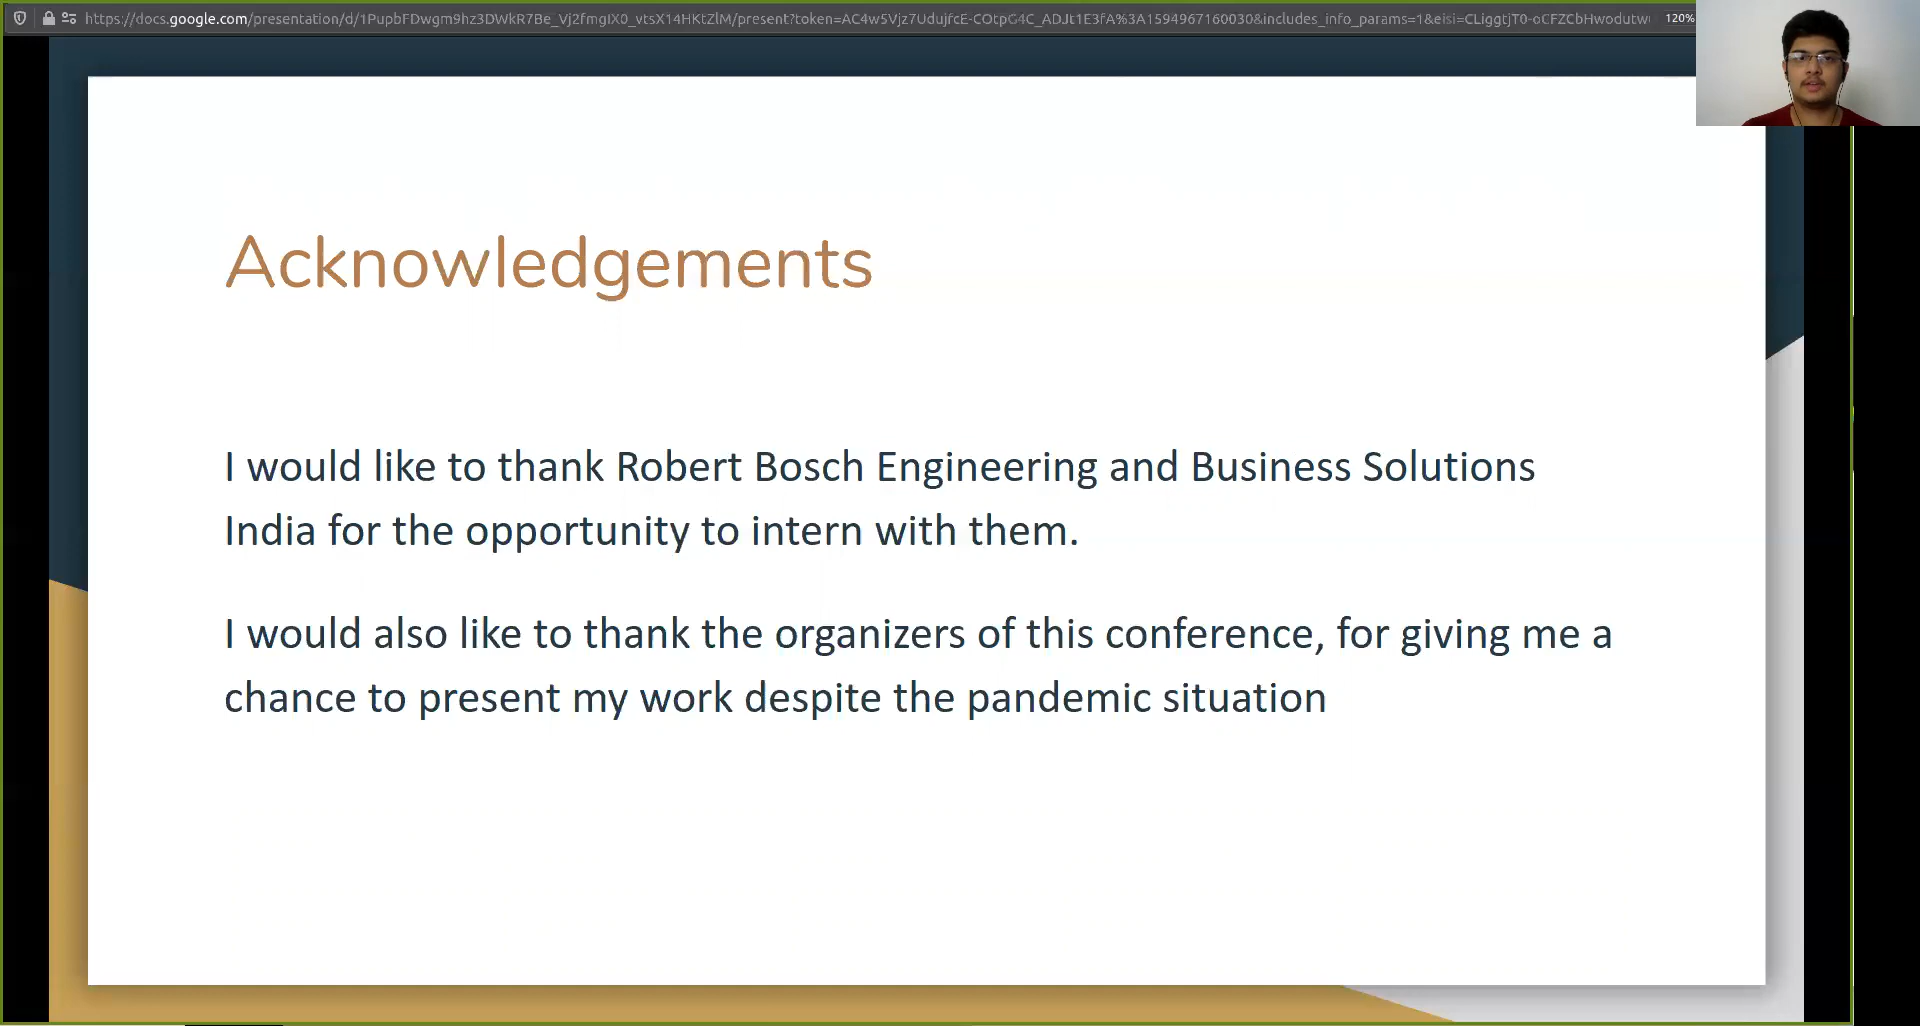 https://docs.google.com/presentation/d/1PupbFDwgm9hz3DWkR7Be_Vj2fmgIX0_vtsX14HKtZlM/present?token=AC4w5Vjz7UdujfcE-COtpG4C_ADJt1E3fA%3A1594967160030&includes_info_params=1&eisi=CLiggtjT0-oCFZCbHwodutw 120%
Acknowledgements
I would like to thank Robert Bosch Engineering and Business Solutions
India for the opportunity to intern with them.
I would also like to thank the organizers of this conference, for giving me a
chance to present my work despite the pandemic situation